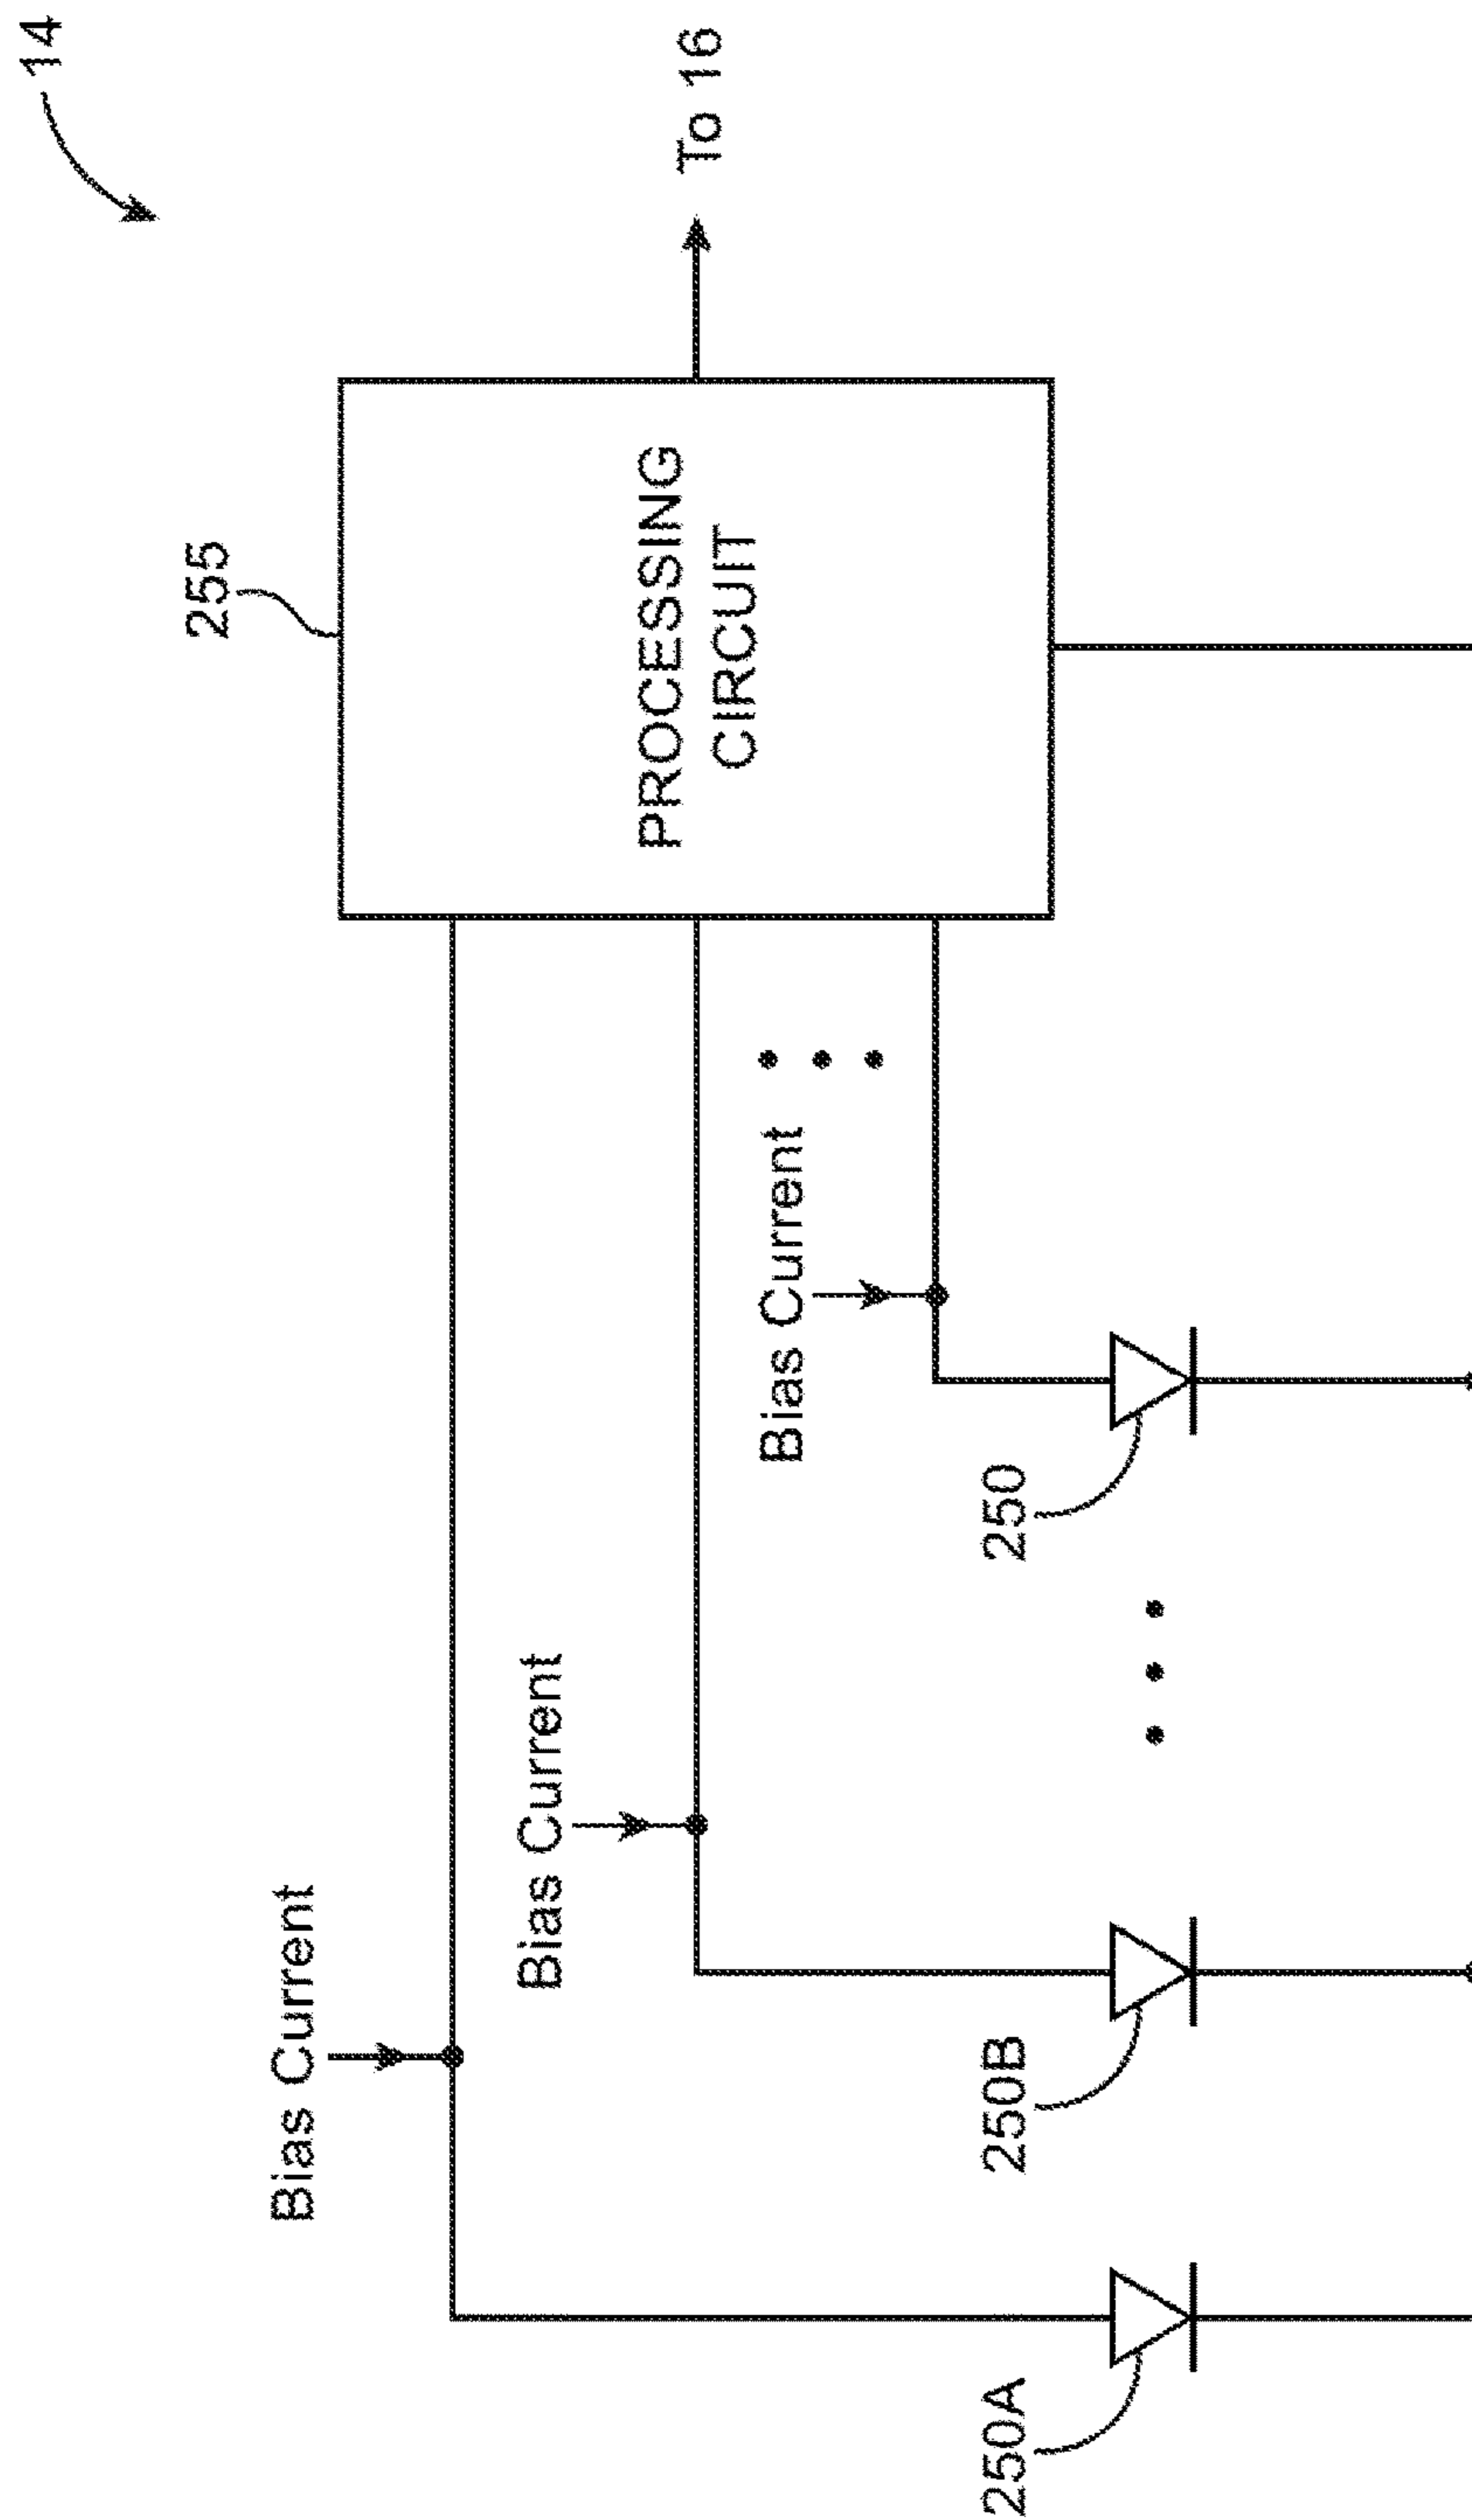 14
To 16
255
PROCESSING
CIRCUIT
Bias Current
Bias Current
Bias Current
250A
250B
250